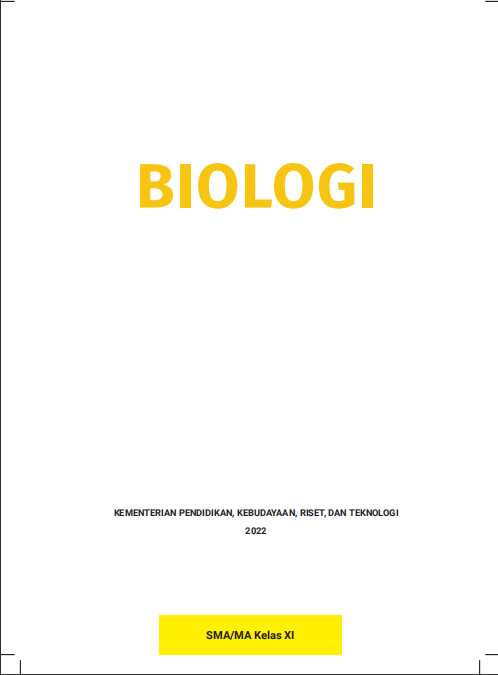 BIOLOGI
KEMENTERIAN PENDIDIKAN, KEBUDAYAAN, RISET, DAN TEKNOLOGI
2022
SMA/MA Kelas XI